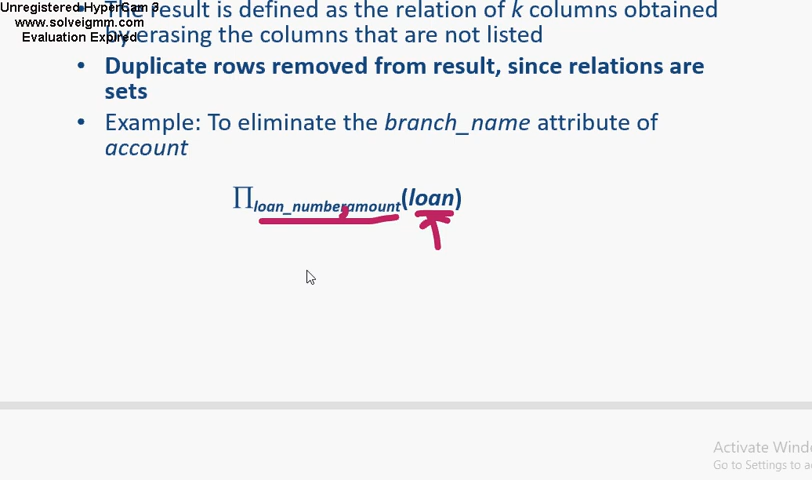 Unregistered HyperCam 3
www.solveigmm.com
Evaluation Expired
• The result is defined as the relation of k columns obtained
by erasing the columns that are not listed
• Duplicate rows removed from result, since relations are
sets
• Example: To eliminate the branch_name attribute of
account
∏loan_number,amount(loan)
Activate Windo
Go to Settings to a